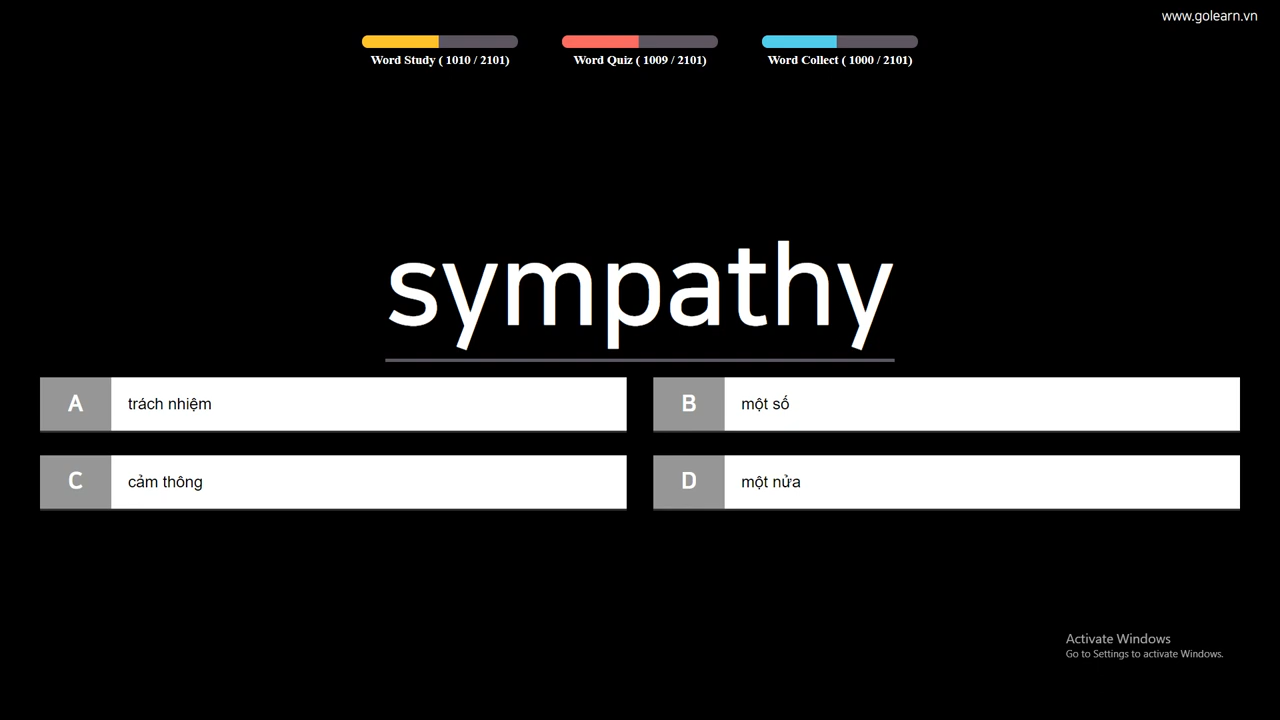 www.golearn.vn
Word Study ( 1010 / 2101)
Word Quiz ( 1009 / 2101)
Word Collect ( 1000 / 2101)
sympathy
A trách nhiệm
B một số
C cảm thông
D một nửa
Activate Windows
Go to Settings to activate Windows.